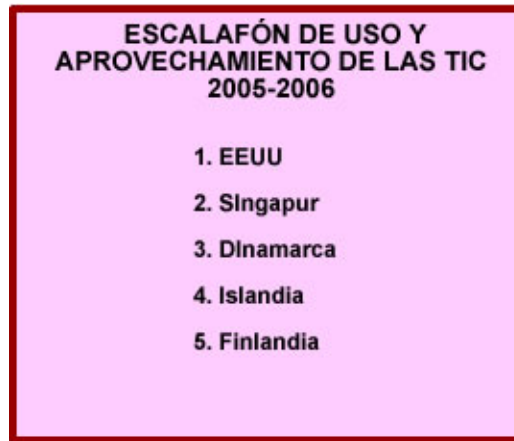 ESCALAFÓN DE USO Y
APROVECHAMIENTO DE LAS TIC
2005-2006
1. EEUU
2. SIngapur
3. DInamarca
4. Islandia
5. Finlandia